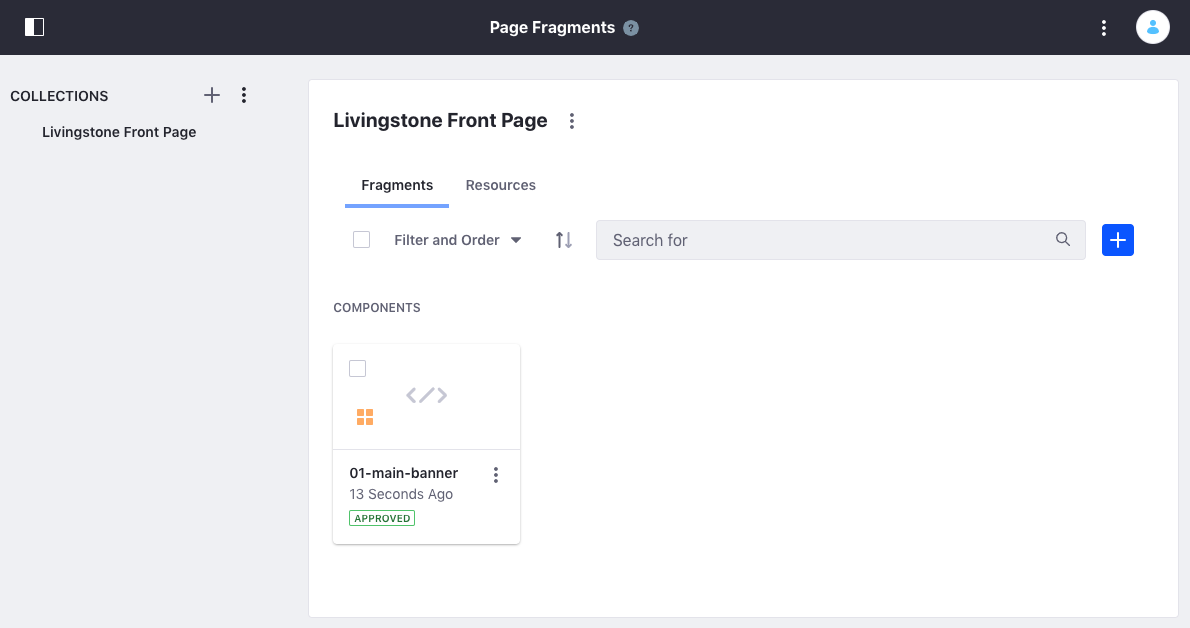 Page Fragments ?
COLLECTIONS
Livingstone Front Page
Livingstone Front Page
Fragments Resources
Filter and Order Search for
COMPONENTS
01-main-banner
13 Seconds Ago
APPROVED